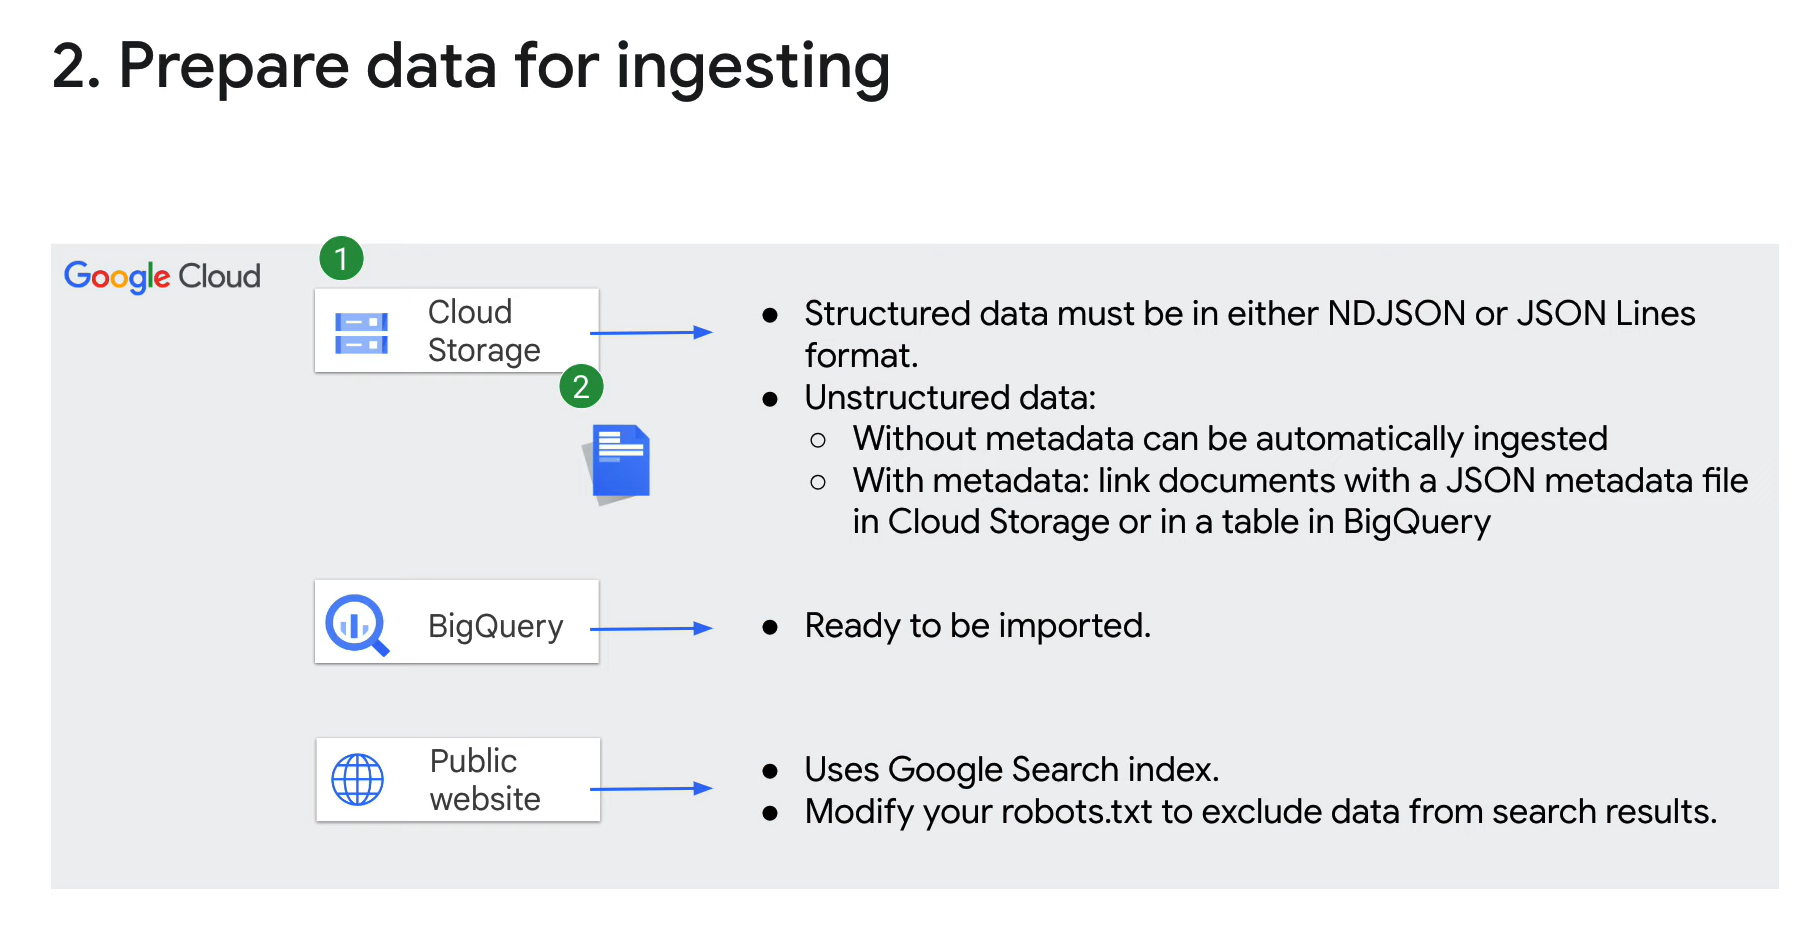 2. Prepare data for ingesting
Google Cloud
1
Cloud
Storage
2
● Structured data must be in either NDJSON or JSON Lines
format.
● Unstructured data:
○ Without metadata can be automatically ingested
○ With metadata: link documents with a JSON metadata file
in Cloud Storage or in a table in BigQuery
BigQuery
● Ready to be imported.
Public
website
● Uses Google Search index.
● Modify your robots.txt to exclude data from search results.